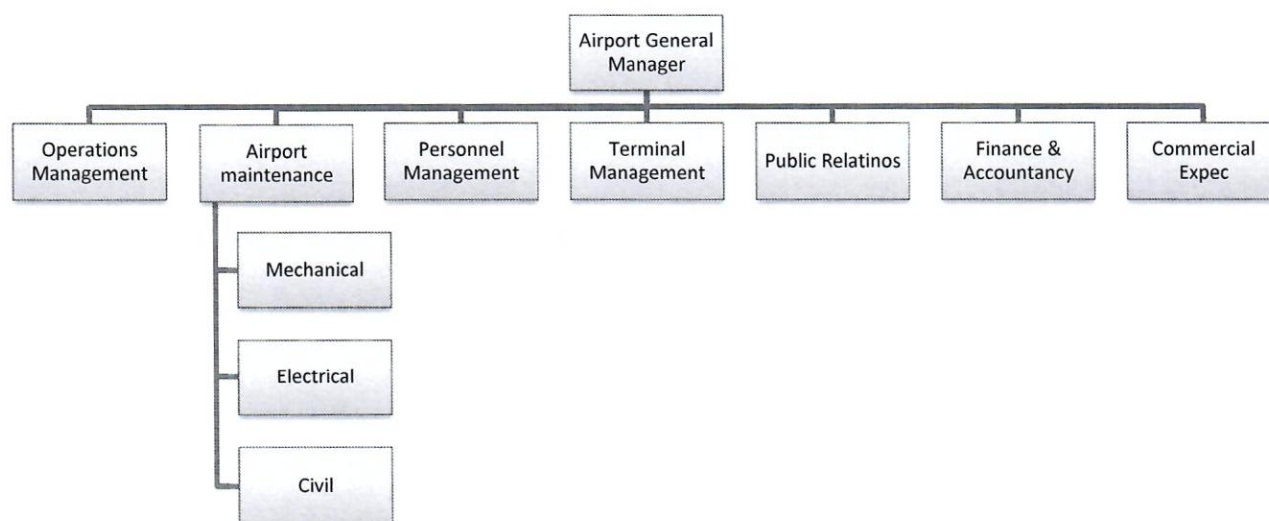 Airport General
Manager
Operations
Management
Airport
maintenance
Personnel
Management
Terminal
Management
Public Relatinos
Finance &
Accountancy
Commercial
Expec
Mechanical
Electrical
Civil